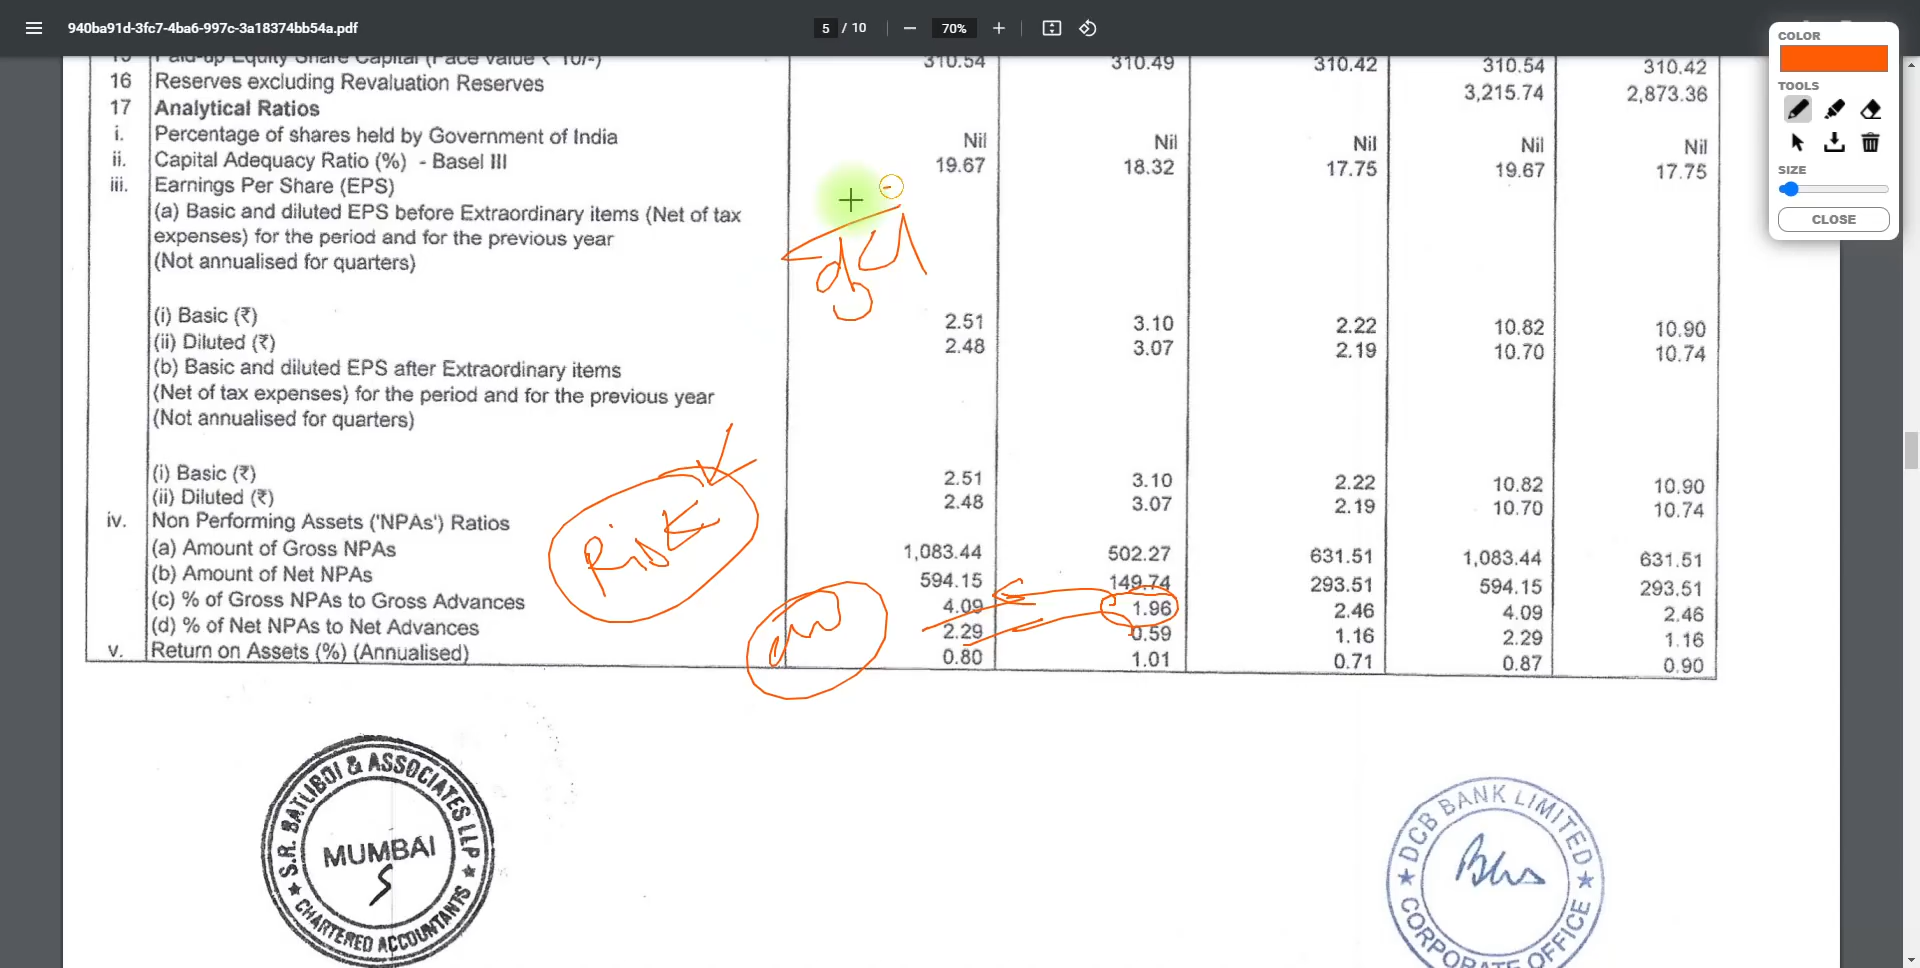 940ba91d-3fc7-4ba6-997c-3a18374bb54a.pdf 5 / 10 70%
COLOR
TOOLS
SIZE
CLOSE
15 Paid-up Equity Share Capital (Face value ₹ 10/-) 310.54 310.49 310.42 310.54 310.42
16 Reserves excluding Revaluation Reserves 3,215.74 2,873.36
17 Analytical Ratios
i. Percentage of shares held by Government of India Nil Nil Nil Nil Nil
ii. Capital Adequacy Ratio (%) - Basel III 19.67 18.32 17.75 19.67 17.75
iii. Earnings Per Share (EPS)
(a) Basic and diluted EPS before Extraordinary items (Net of tax
expenses) for the period and for the previous year
(Not annualised for quarters)
(i) Basic (₹) 2.51 3.10 2.22 10.82 10.90
(ii) Diluted (₹) 2.48 3.07 2.19 10.70 10.74
(b) Basic and diluted EPS after Extraordinary items
(Net of tax expenses) for the period and for the previous year
(Not annualised for quarters)
(i) Basic (₹) 2.51 3.10 2.22 10.82 10.90
(ii) Diluted (₹) 2.48 3.07 2.19 10.70 10.74
iv. Non Performing Assets ('NPAs') Ratios
Risk
(a) Amount of Gross NPAs 1,083.44 502.27 631.51 1,083.44 631.51
(b) Amount of Net NPAs 594.15 149.74 293.51 594.15 293.51
(c) % of Gross NPAs to Gross Advances 4.09 1.96 2.46 4.09 2.46
(d) % of Net NPAs to Net Advances 2.29 0.59 1.16 2.29 1.16
v. Return on Assets (%) (Annualised) 0.80 1.01 0.71 0.87 0.90
S.R. BATLIBOI & ASSOCIATES LLP
MUMBAI
★ CHARTERED ACCOUNTANTS ★
★ DCB BANK LIMITED ★
CORPORATE OFFICE